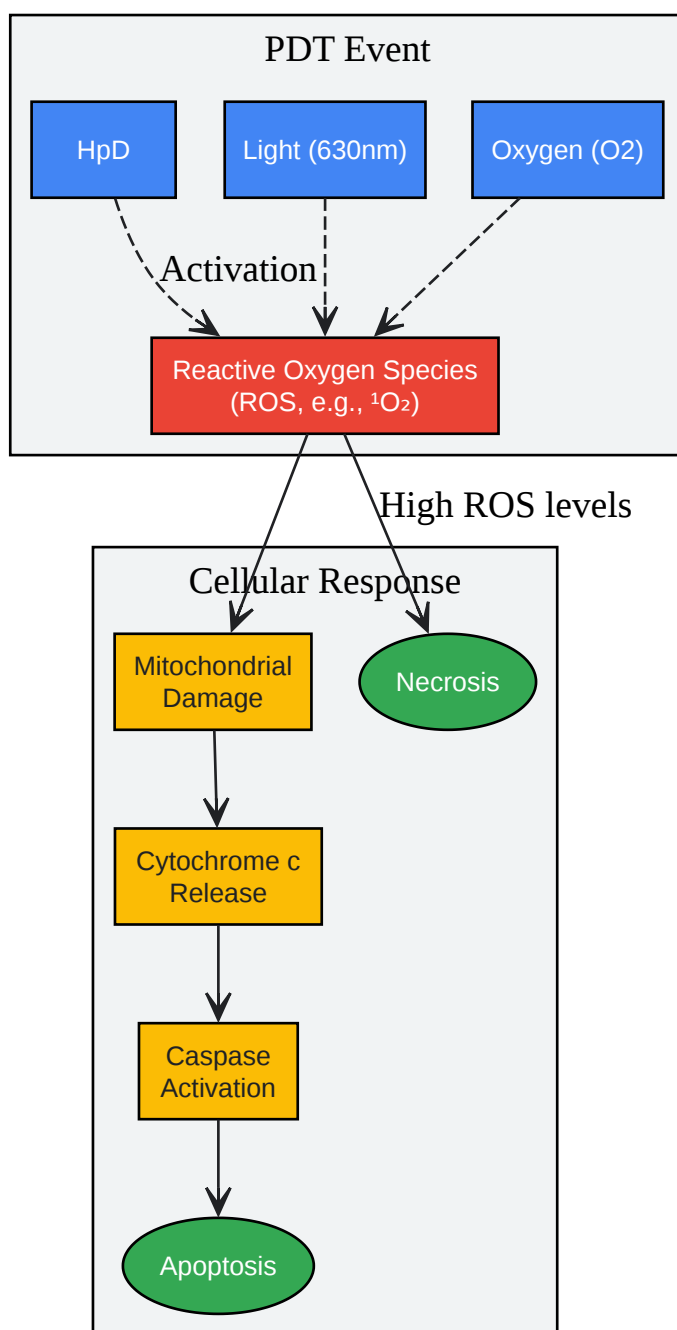 PDT Event
HpD
Light (630nm)
Oxygen (O2)
Activation
Reactive Oxygen Species
(ROS, e.g., ¹O₂)
High ROS levels
Cellular Response
Mitochondrial
Damage
Necrosis
Cytochrome c
Release
Caspase
Activation
Apoptosis